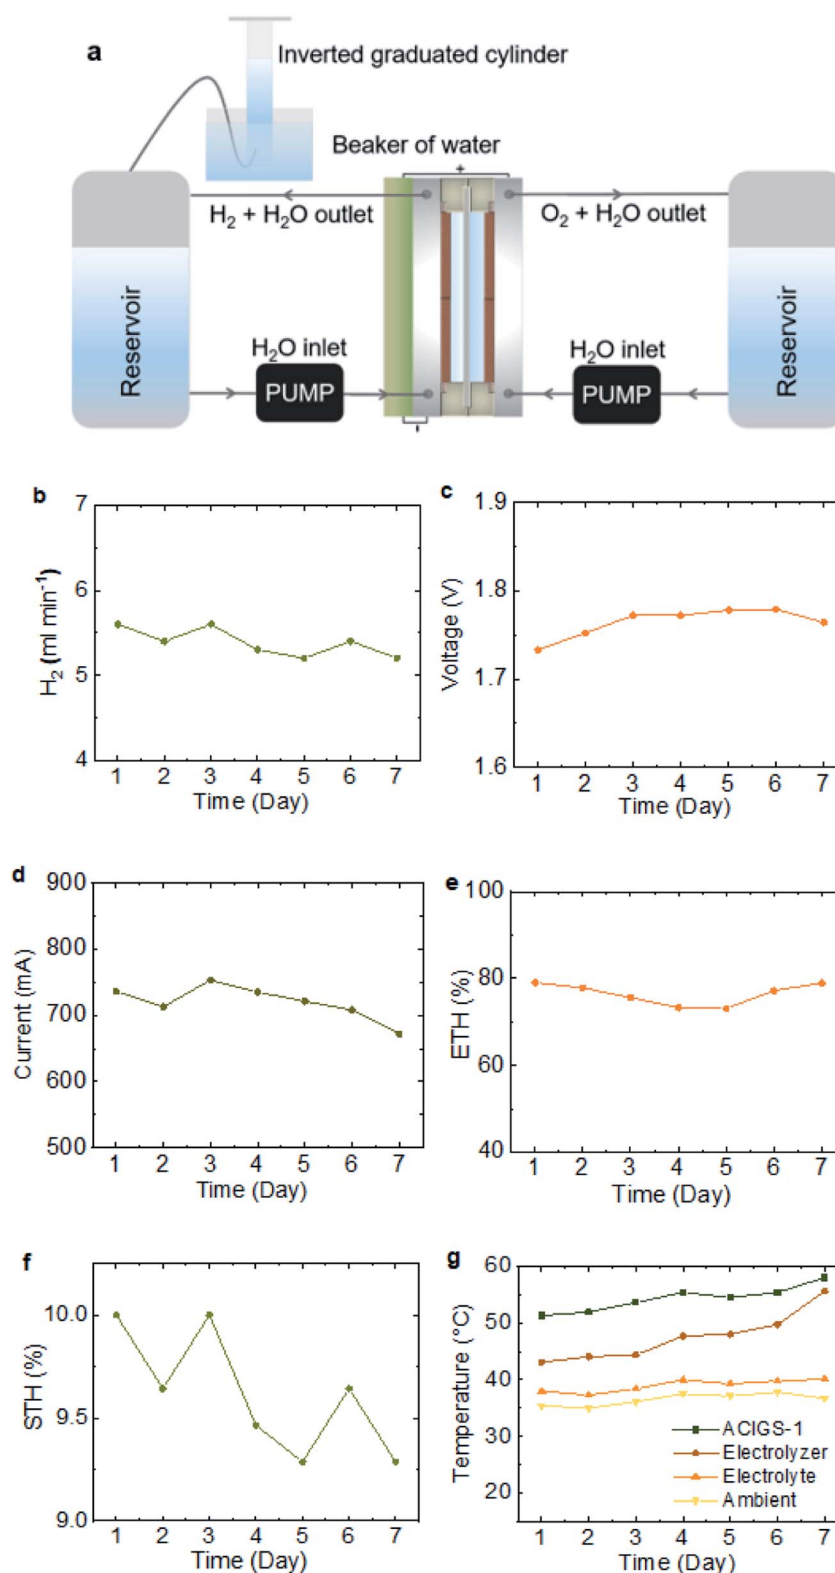 a
Inverted graduated cylinder
Beaker of water
+
H₂ + H₂O outlet
O₂ + H₂O outlet
Reservoir
Reservoir
H₂O inlet
H₂O inlet
PUMP
PUMP
-
b
7
6
5
4
H₂ (ml min⁻¹)
1 2 3 4 5 6 7
Time (Day)
c
1.9
1.8
1.7
1.6
Voltage (V)
1 2 3 4 5 6 7
Time (Day)
d
900
800
700
600
500
Current (mA)
1 2 3 4 5 6 7
Time (Day)
e
100
80
60
40
ETH (%)
1 2 3 4 5 6 7
Time (Day)
f
10.0
9.5
9.0
STH (%)
1 2 3 4 5 6 7
Time (Day)
g
60
50
40
30
20
Temperature (°C)
ACIGS-1
Electrolyzer
Electrolyte
Ambient
1 2 3 4 5 6 7
Time (Day)